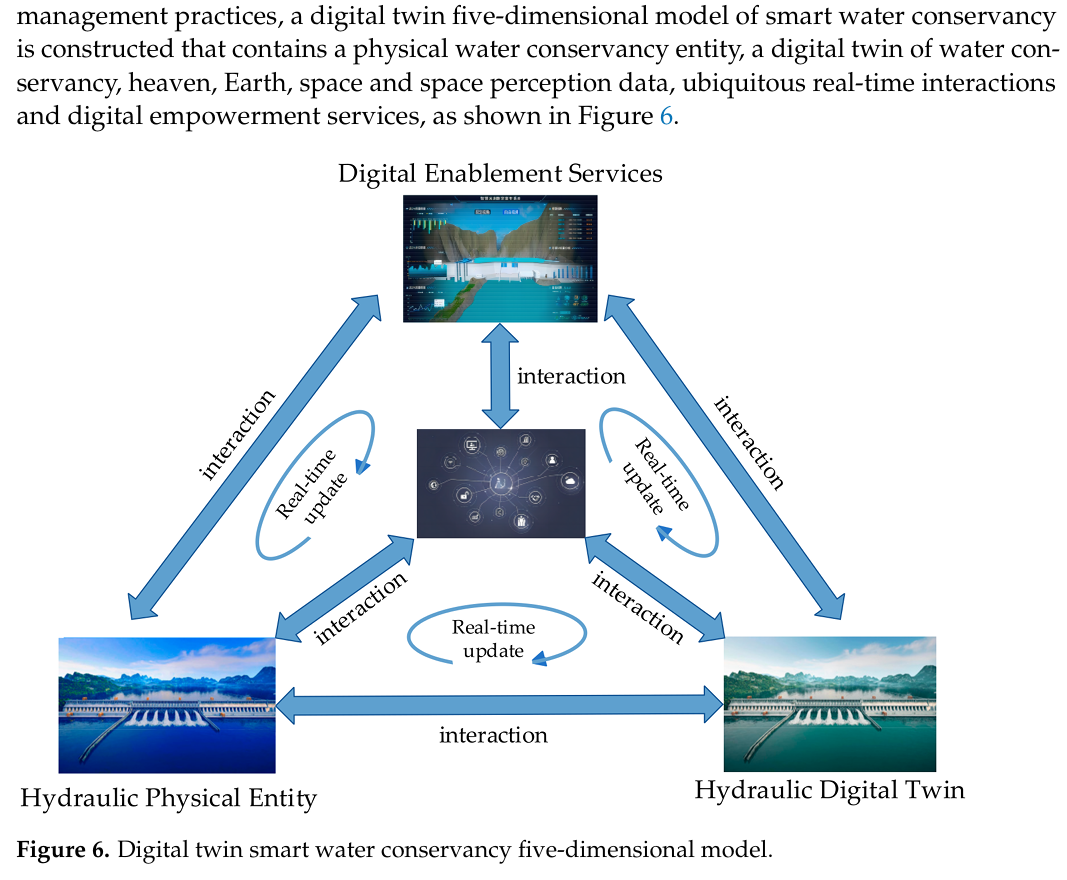 management practices, a digital twin five-dimensional model of smart water conservancy
is constructed that contains a physical water conservancy entity, a digital twin of water con-
servancy, heaven, Earth, space and space perception data, ubiquitous real-time interactions
and digital empowerment services, as shown in Figure 6.
Digital Enablement Services
interaction
interaction
interaction
Real-time
update
Real-time
update
interaction
interaction
Real-time
update
interaction
Hydraulic Physical Entity
Hydraulic Digital Twin
Figure 6. Digital twin smart water conservancy five-dimensional model.